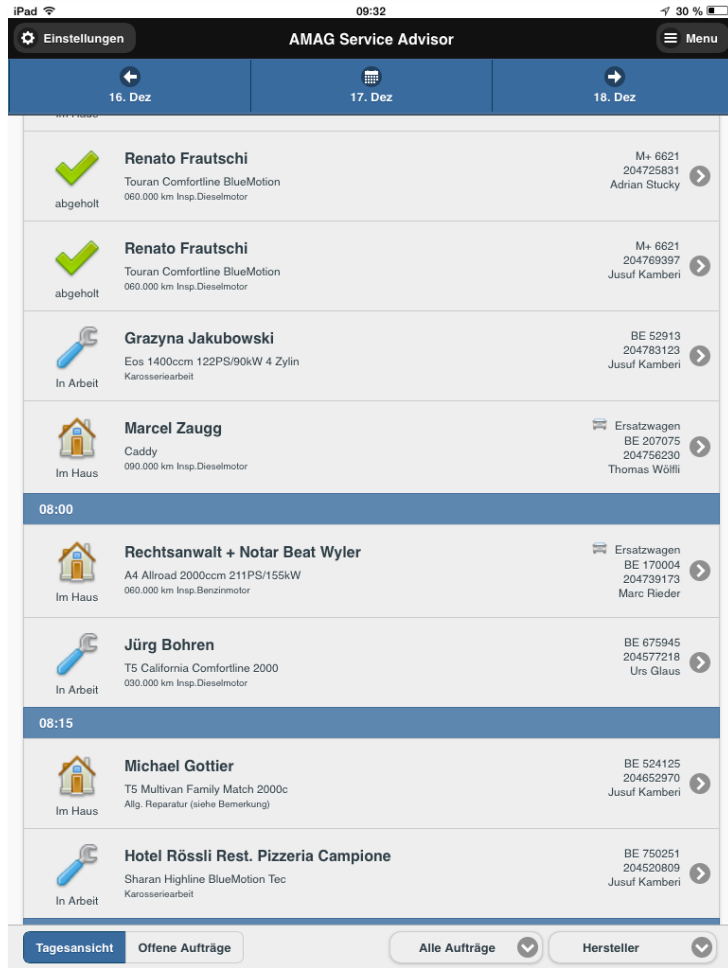 iPad
09:32
30 %
Einstellungen
AMAG Service Advisor
Menu
16. Dez
17. Dez
18. Dez
Im Haus
Renato Frautschi
M+ 6621
Touran Comfortline BlueMotion
204725831
060.000 km Insp.Dieselmotor
Adrian Stucky
abgeholt
Renato Frautschi
M+ 6621
Touran Comfortline BlueMotion
204769397
060.000 km Insp.Dieselmotor
Jusuf Kamberi
abgeholt
Grazyna Jakubowski
BE 52913
Eos 1400ccm 122PS/90kW 4 Zylin
204783123
Karosseriearbeit
Jusuf Kamberi
In Arbeit
Marcel Zaugg
Ersatzwagen
BE 207075
Caddy
204756230
090.000 km Insp.Dieselmotor
Thomas Wölfli
Im Haus
08:00
Rechtsanwalt + Notar Beat Wyler
Ersatzwagen
BE 170004
A4 Allroad 2000ccm 211PS/155kW
204739173
060.000 km Insp.Benzinmotor
Marc Rieder
Im Haus
Jürg Bohren
BE 675945
T5 California Comfortline 2000
204577218
030.000 km Insp.Dieselmotor
Urs Glaus
In Arbeit
08:15
Michael Gottier
BE 524125
T5 Multivan Family Match 2000c
204652970
Allg. Reparatur (siehe Bemerkung)
Jusuf Kamberi
Im Haus
Hotel Rössli Rest. Pizzeria Campione
BE 750251
Sharan Highline BlueMotion Tec
204520809
Karosseriearbeit
Jusuf Kamberi
In Arbeit
Tagesansicht
Offene Aufträge
Alle Aufträge
Hersteller